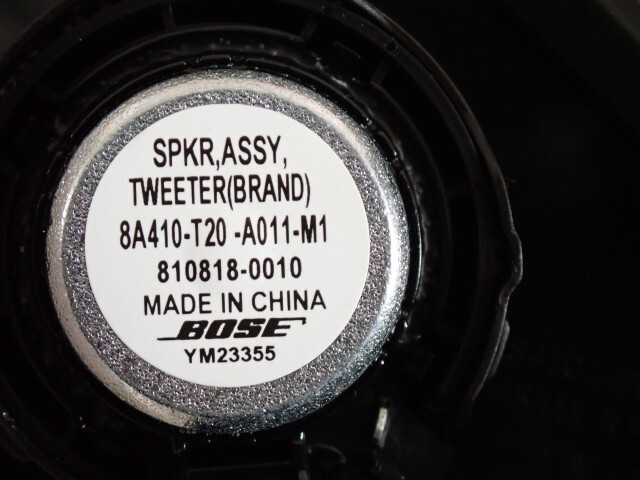 SPKR,ASSY,
TWEETER(BRAND)
8A410-T20 -A011-M1
810818-0010
MADE IN CHINA
BOSE
YM23355